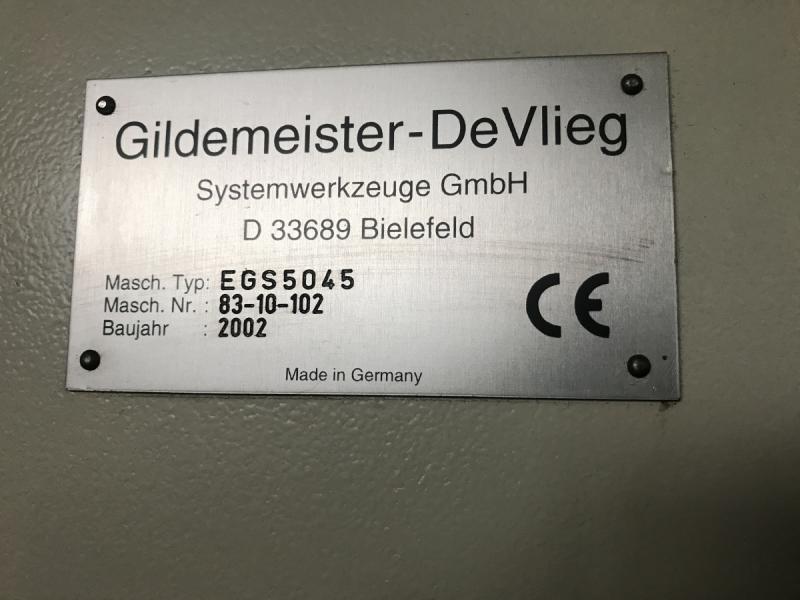 Gildemeister-DeVlieg
Systemwerkzeuge GmbH
D 33689 Bielefeld
Masch. Typ: EGS5045
Masch. Nr. : 83-10-102
Baujahr : 2002
CE
Made in Germany